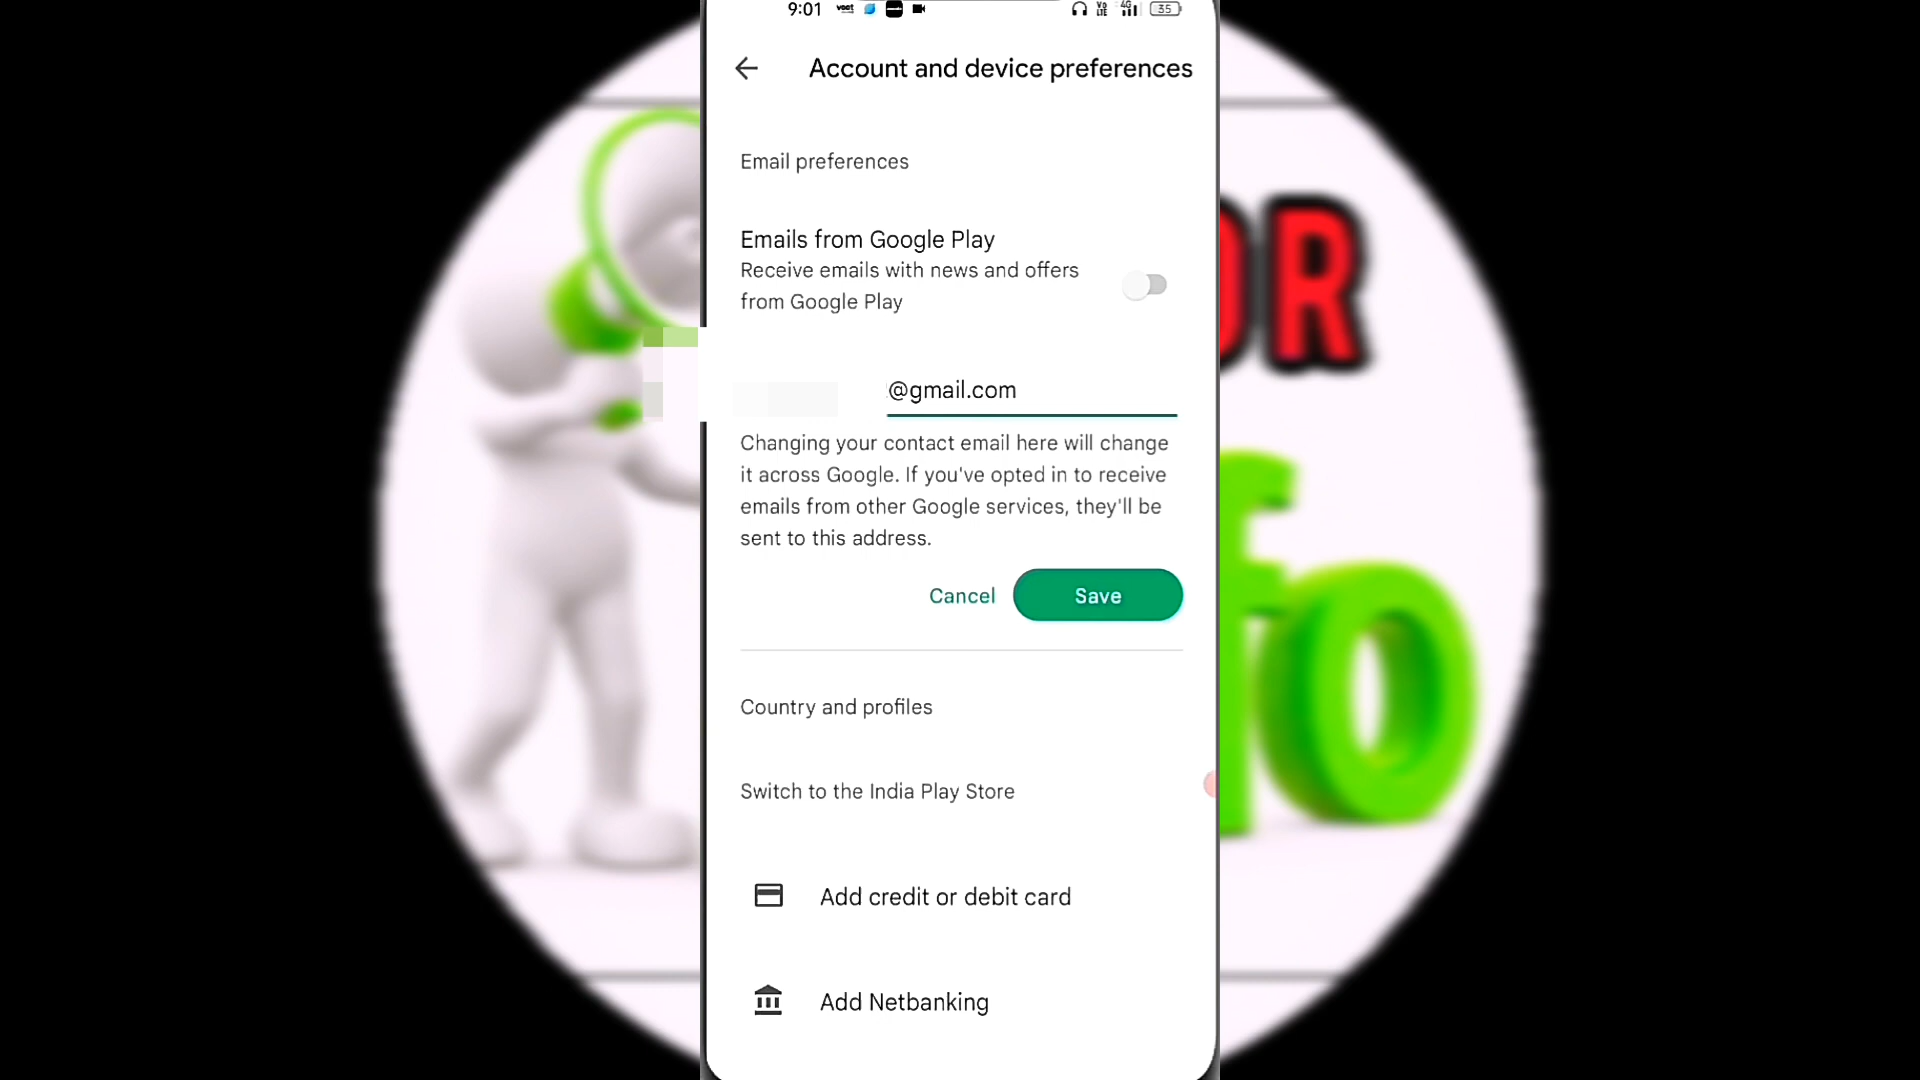 9:01
35
Account and device preferences
Email preferences
Emails from Google Play
Receive emails with news and offers
from Google Play
@gmail.com
Changing your contact email here will change
it across Google. If you've opted in to receive
emails from other Google services, they'll be
sent to this address.
Cancel Save
Country and profiles
Switch to the India Play Store
Add credit or debit card
Add Netbanking
OR
fo